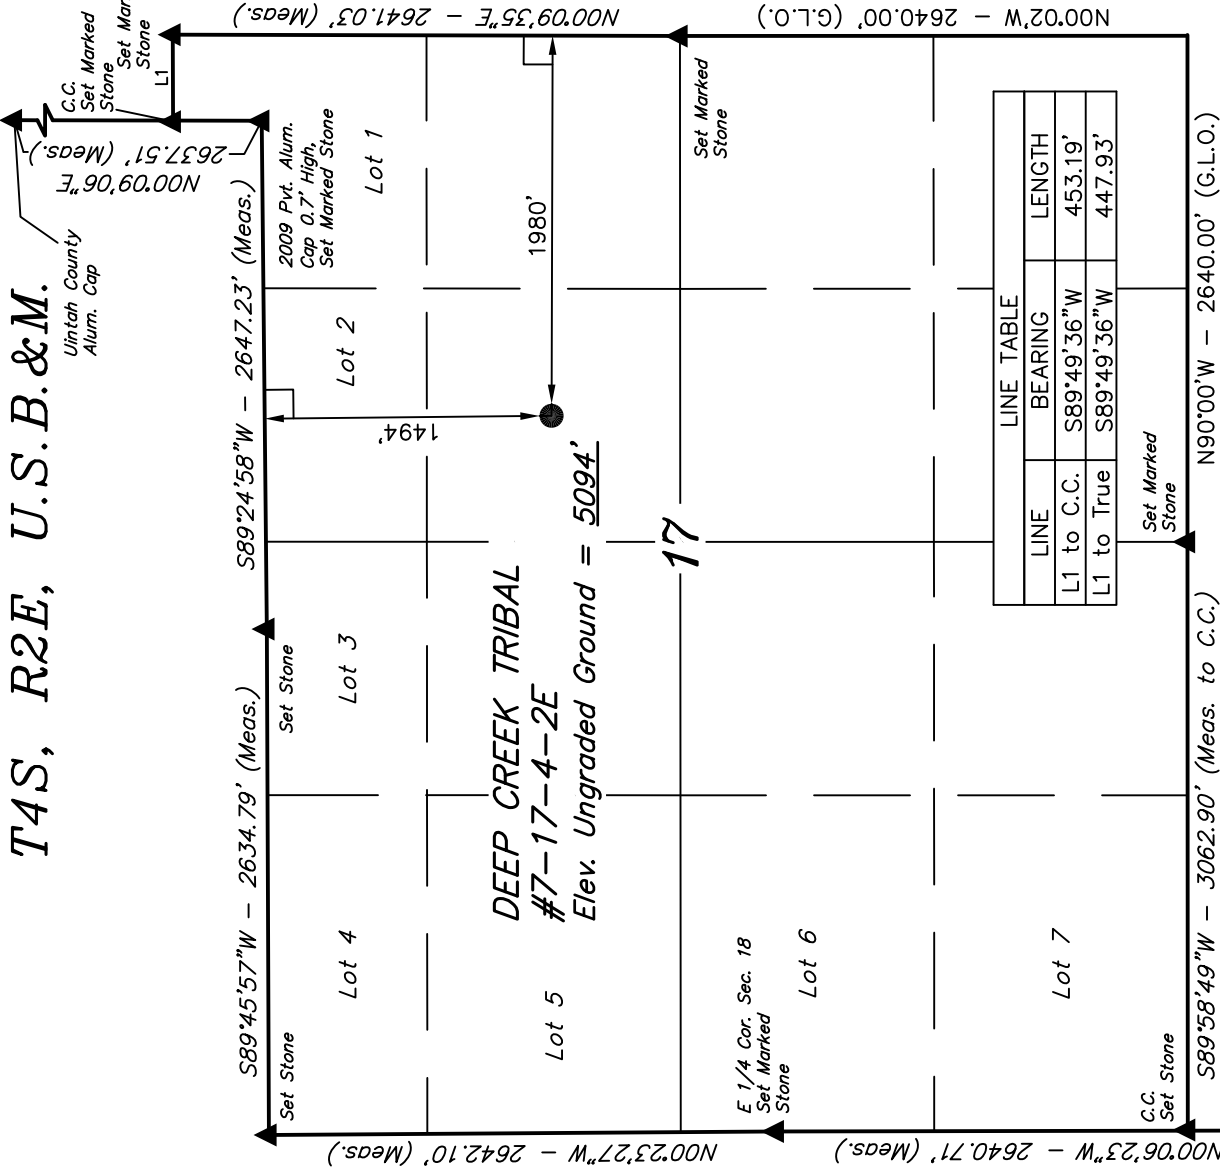 T4S, R2E, U.S.B.&M.
Uintah County
Alum. Cap
N00°09'06"E
2637.51' (Meas.)
C.C.
Set Marked
Stone
Set Mar
Stone
L1
S89°45'57"W - 2634.79' (Meas.)
S89°24'58"W - 2647.23' (Meas.)
Set Stone
Set Stone
2009 Pvt. Alum.
Cap 0.7' High,
Set Marked Stone
Lot 4
Lot 3
Lot 2
Lot 1
N00°23'27"W - 2642.10' (Meas.)
N00°09'35"E - 2641.03' (Meas.)
1494'
1980'
DEEP CREEK TRIBAL
#7-17-4-2E
Elev. Ungraded Ground = 5094'
Lot 5
17
E 1/4 Cor. Sec. 18
Set Marked
Stone
Set Marked
Stone
Lot 6
Lot 7
N00°06'23"W - 2640.71' (Meas.)
N00°02'W - 2640.00' (G.L.O.)
LINE TABLE
LINE BEARING LENGTH
L1 to C.C. S89°49'36"W 453.19'
L1 to True S89°49'36"W 447.93'
C.C.
Set Stone
Set Marked
Stone
S89°58'49"W - 3062.90' (Meas. to C.C.)
N90°00'W - 2640.00' (G.L.O.)